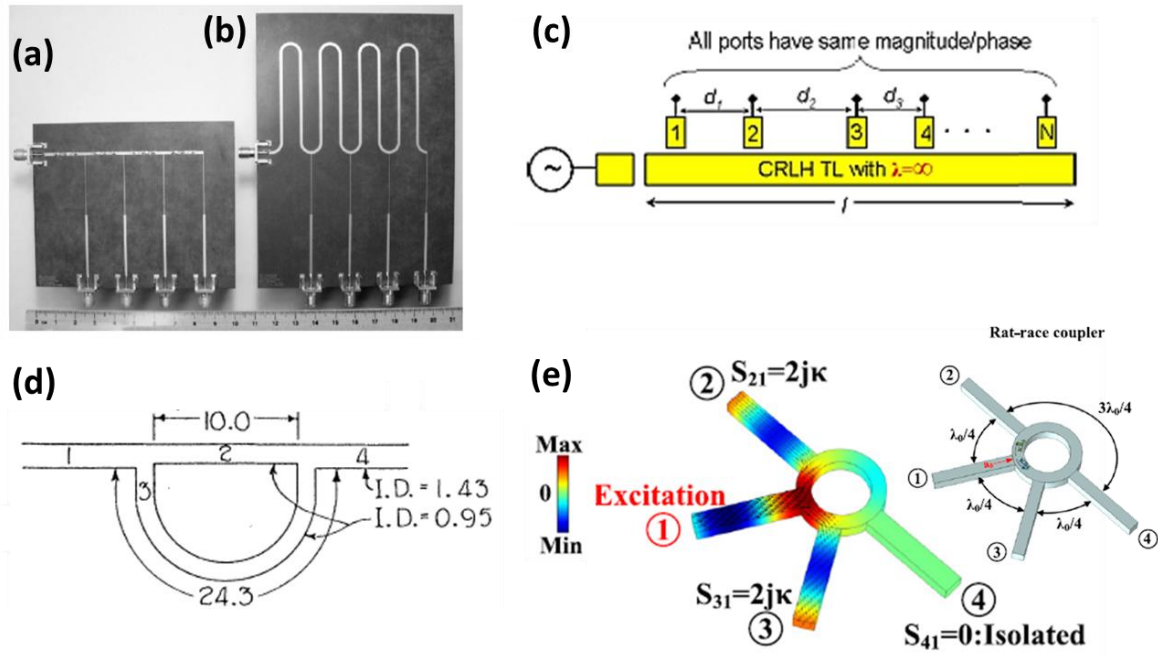 (a)
(b)
(c)
All ports have same magnitude/phase
d₁ d₂ d₃
1 2 3 4 · · · N
~ CRLH TL with λ=∞
(d)
10.0
1 2 4
3
I.D. = 1.43
I.D. = 0.95
24.3
(e)
Rat-race coupler
② S₂₁=2jκ
Max
0
Min
Excitation
①
S₃₁=2jκ
③
④
S₄₁=0:Isolated
②
3λ₀/4
λ₀/4
①
λ₀/4
λ₀/4
③
④